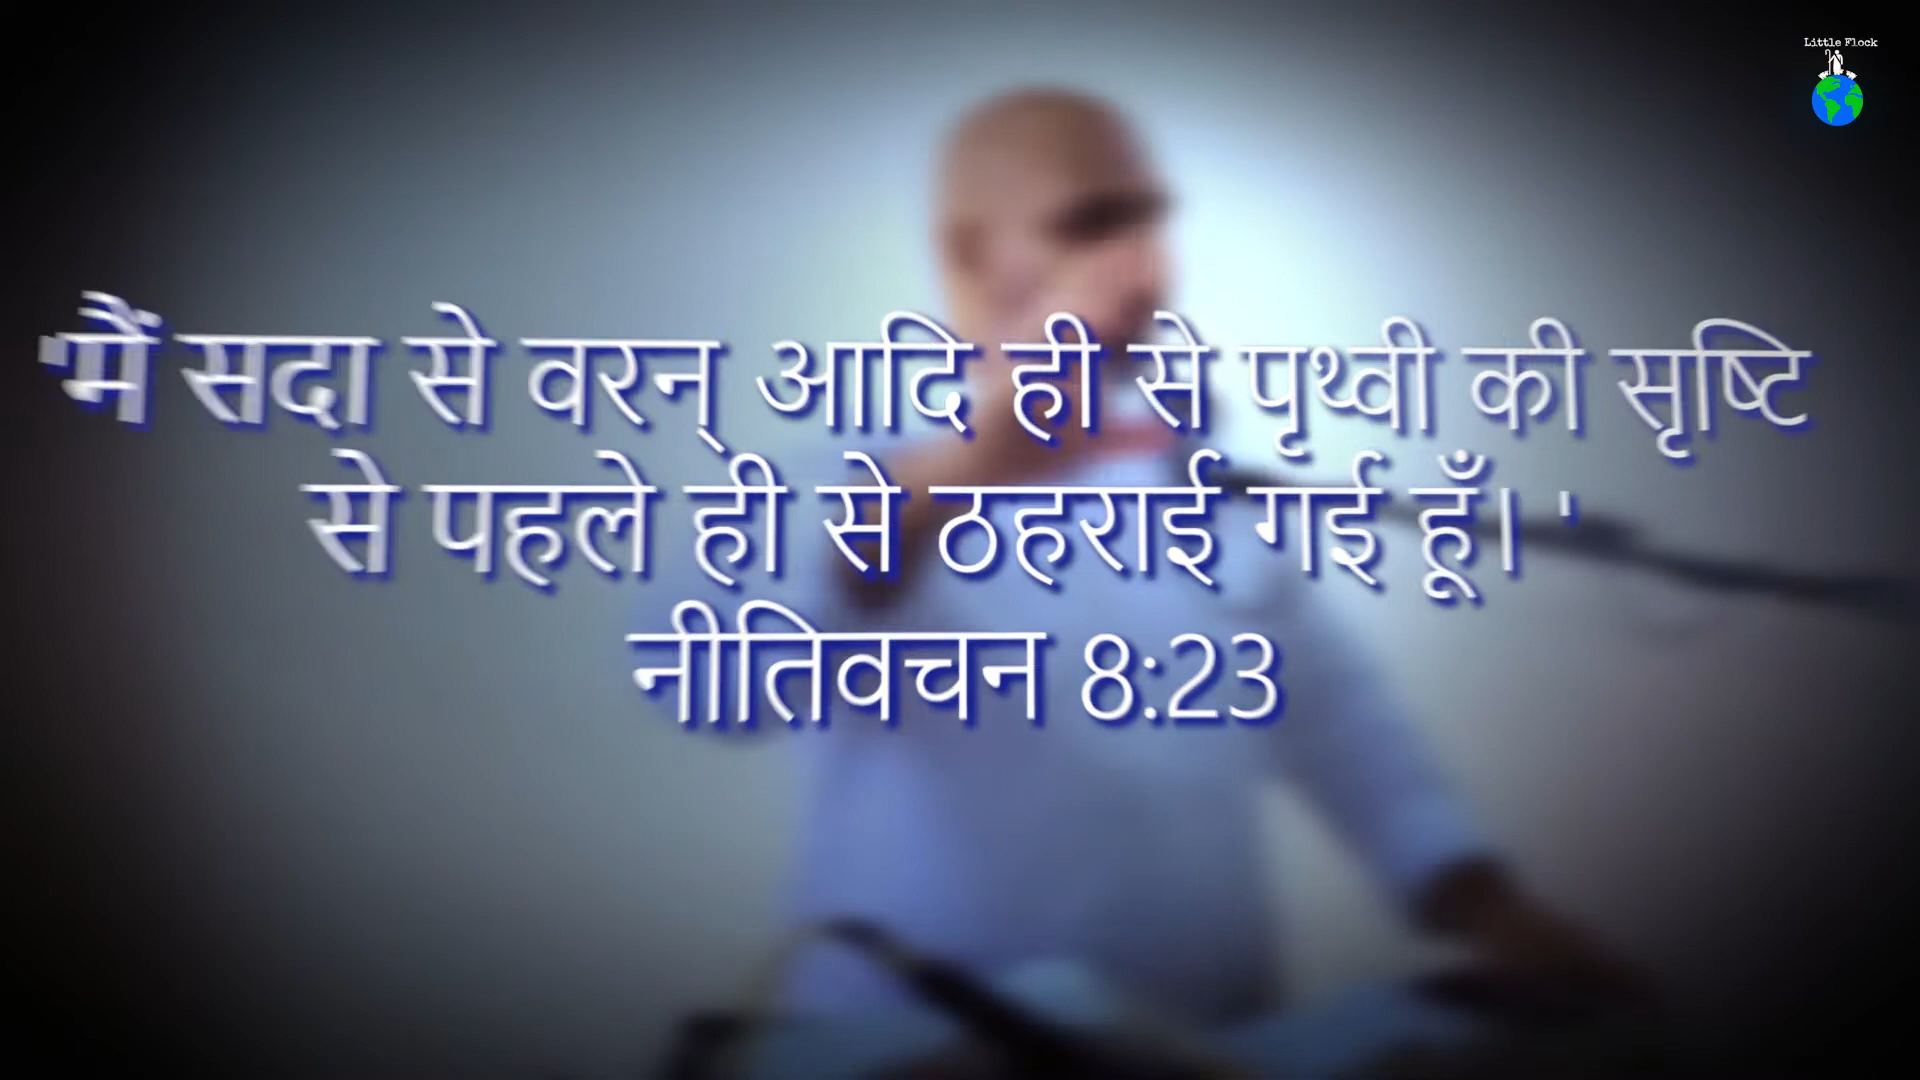 Little Flock
'मैं सदा से वरन् आदि ही से पृथ्वी की सृष्टि
से पहले ही से ठहराई गई हूँ। '
नीतिवचन 8:23